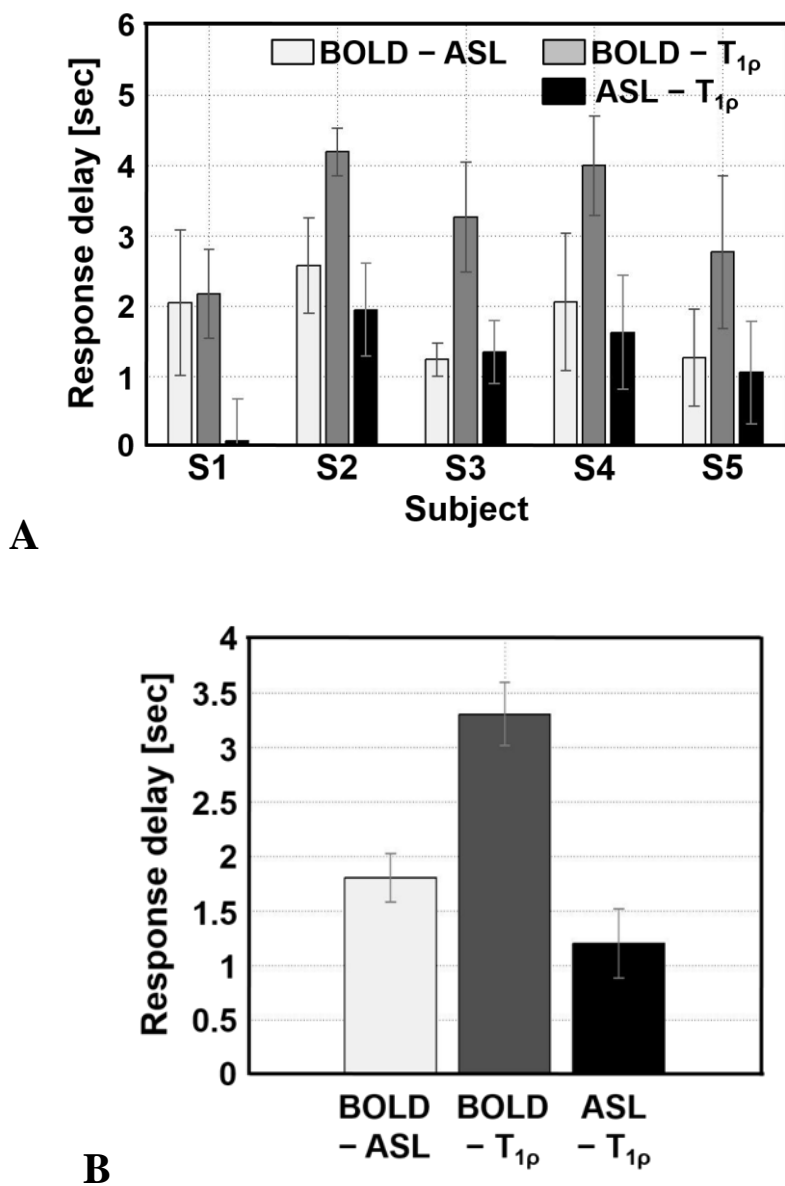 6
BOLD – ASL
BOLD – T1ρ
ASL – T1ρ
5
4
3
2
1
0
Response delay [sec]
S1 S2 S3 S4 S5
Subject
A
4
3.5
3
2.5
2
1.5
1
0.5
0
Response delay [sec]
BOLD BOLD ASL
– ASL – T1ρ – T1ρ
B